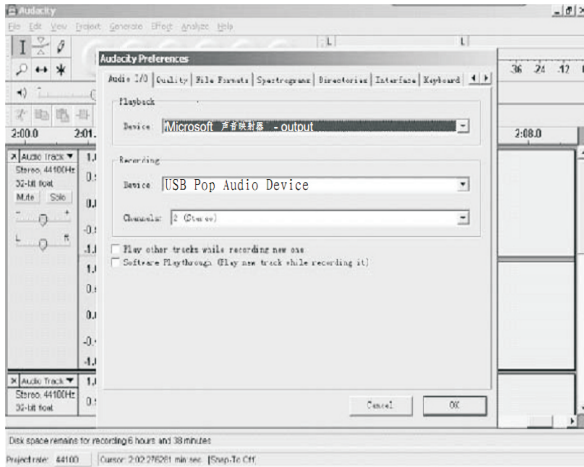 Audacity
File Edit View Project Generate Effect Analyze Help
L L
Audacity Preferences
Audio I/O Quality File Formats Spectrograms Directories Interface Keyboard
36 24 12
Playback
Device Microsoft 声音映射器 - output
2:00.0 2:01. 2:08.0
Recording
Device USB Pop Audio Device
Channels: 2 (Stereo)
Play other tracks while recording new one
Software Playthrough (Play new track while recording it)
Audio Track
Stereo, 44100Hz
32-bit float
Mute Solo
- +
L R
Audio Track
Stereo, 44100Hz
32-bit float
Cancel OK
Disk space remains for recording 6 hours and 38 minutes
Project rate: 44100 Cursor: 2:02.276281 min:sec [Snap-To Off]